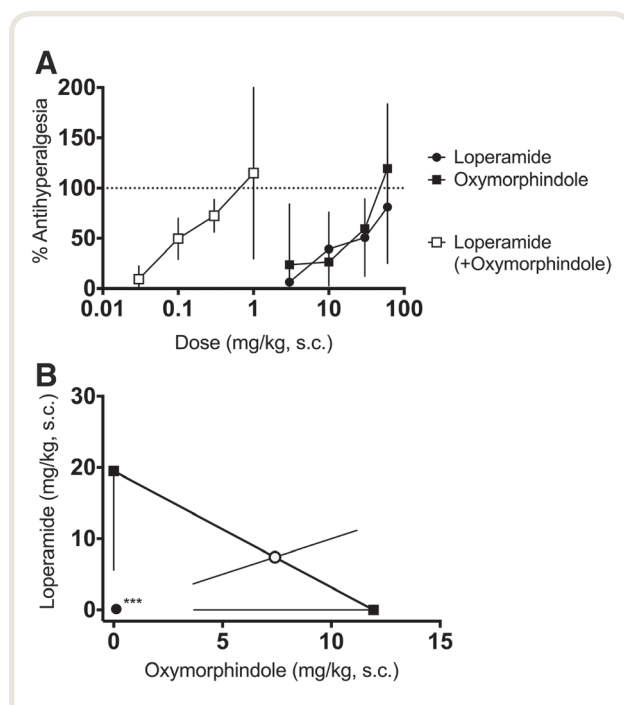 A
% Antihyperalgesia
200
150
100
50
0
0.01
0.1
1
10
100
Dose (mg/kg, s.c.)
Loperamide
Oxymorphindole
Loperamide
(+Oxymorphindole)
B
Loperamide (mg/kg, s.c.)
30
20
10
0
***
0
5
10
15
Oxymorphindole (mg/kg, s.c.)